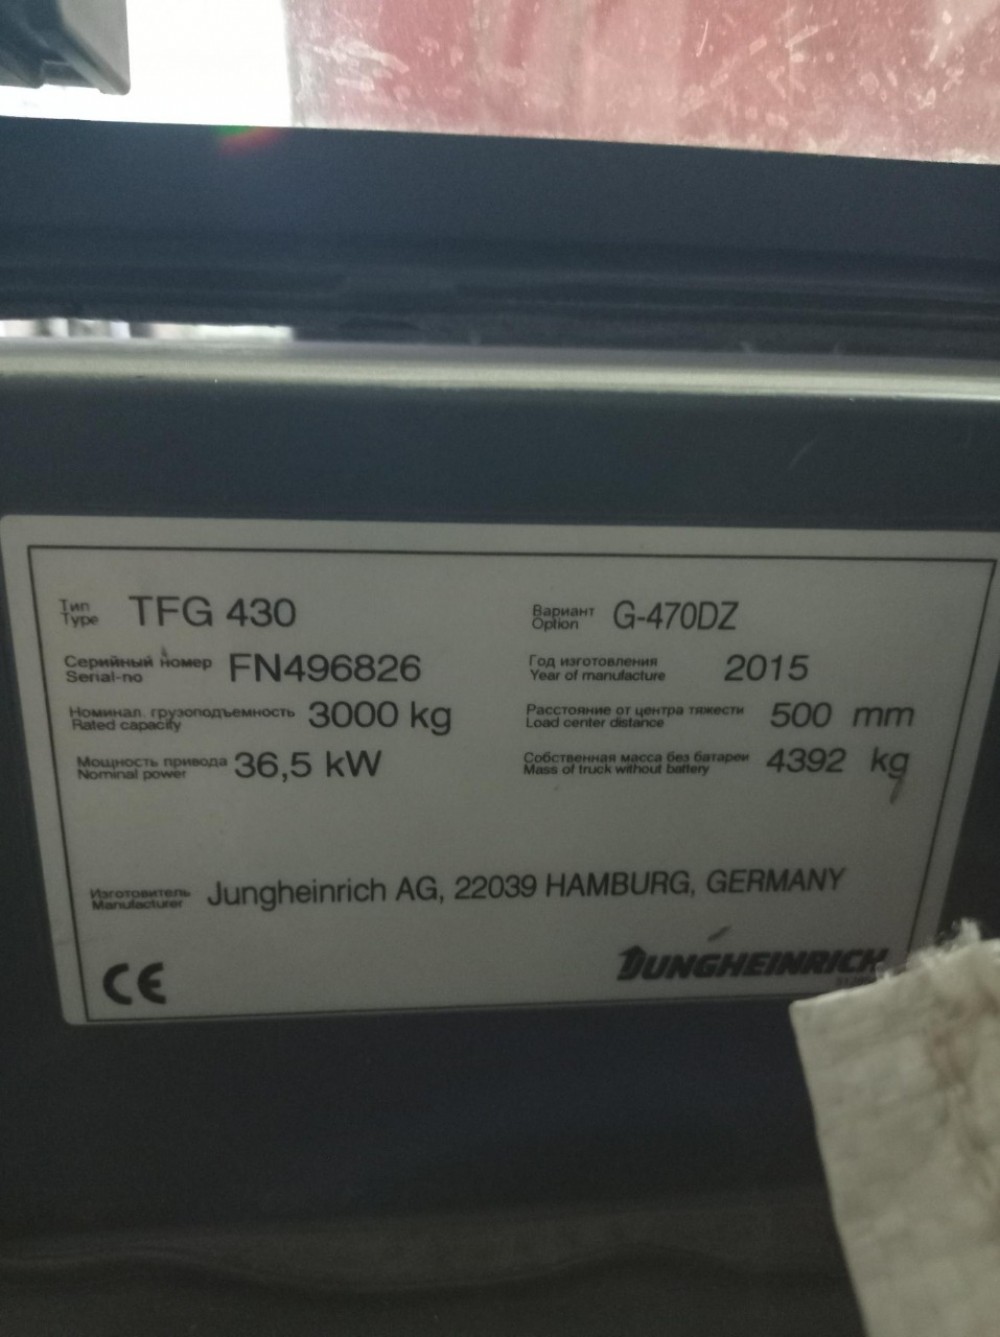 Тип TFG 430 Вариант G-470DZ
Type Option
Серийный номер FN496826 Год изготовления 2015
Serial-no Year of manufacture
Номинал. грузоподъемность 3000 kg Расстояние от центра тяжести 500 mm
Rated capacity Load center distance
Мощность привода 36,5 kW Собственная масса без батареи 4392 kg
Nominal power Mass of truck without battery
Изготовитель Jungheinrich AG, 22039 HAMBURG, GERMANY
Manufacturer
CE JUNGHEINRICH